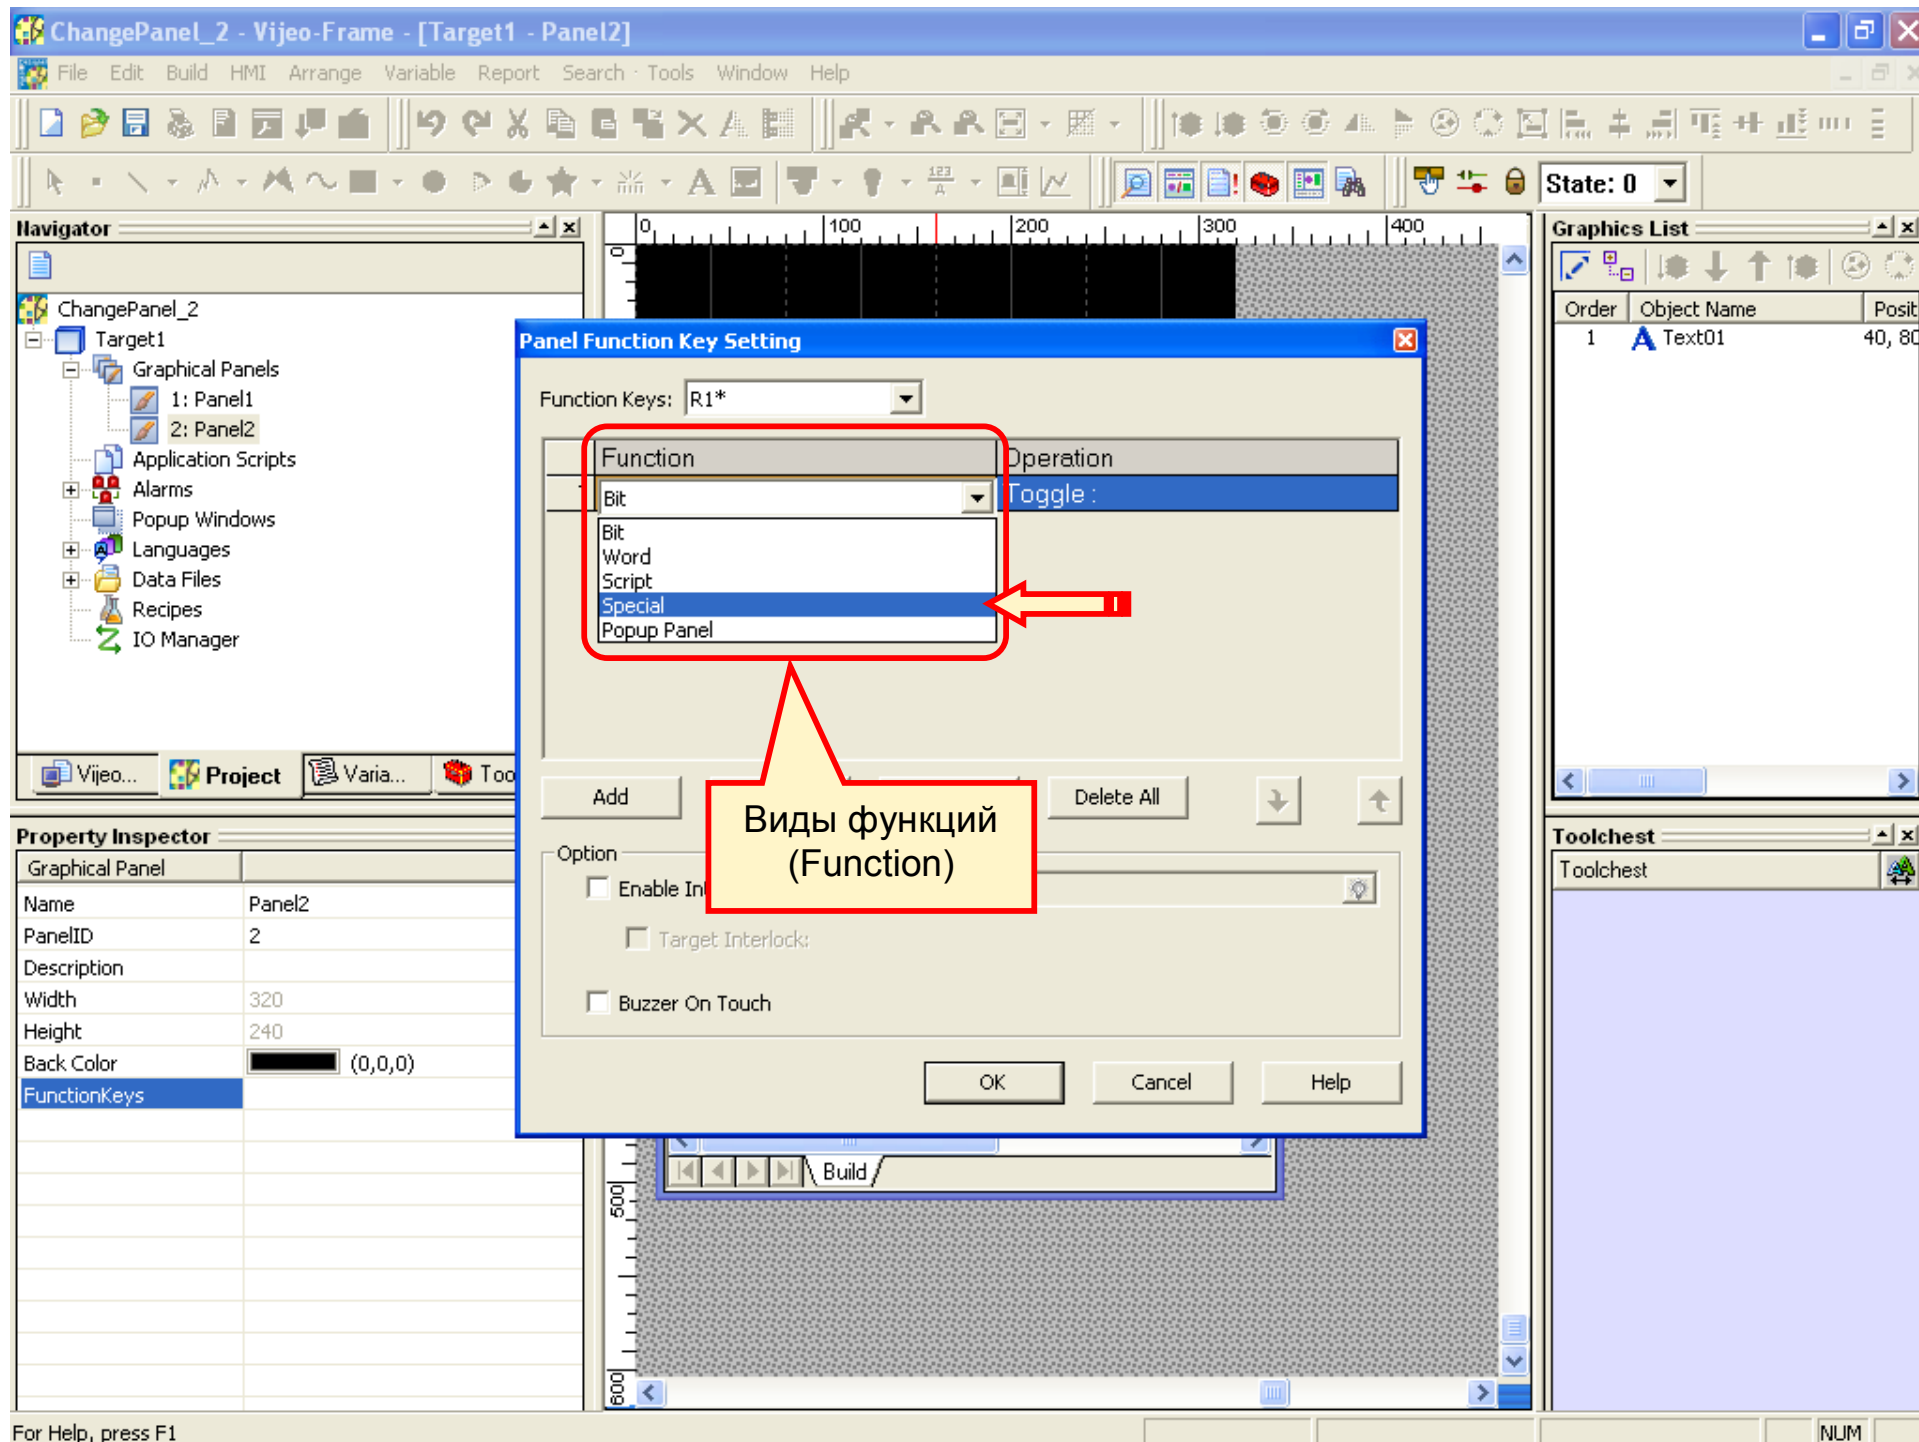 ChangePanel_2 - Vijeo-Frame - [Target1 - Panel2]
File Edit Build HMI Arrange Variable Report Search Tools Window Help
State: 0
Navigator
ChangePanel_2
Target1
Graphical Panels
1: Panel1
2: Panel2
Application Scripts
Alarms
Popup Windows
Languages
Data Files
Recipes
IO Manager
Vijeo... Project Varia... Too
Property Inspector
Graphical Panel
Name Panel2
PanelID 2
Description
Width 320
Height 240
Back Color (0,0,0)
FunctionKeys
0 100 200 300 400
0
500
600
Panel Function Key Setting
Function Keys: R1*
Function Operation
Bit Toggle :
Bit
Word
Script
Special
Popup Panel
Виды функций
(Function)
Add Delete All
Option
Enable
Target Interlock:
Buzzer On Touch
OK Cancel Help
Build
Graphics List
Order Object Name Posit
1 Text01 40, 80
Toolchest
Toolchest
For Help, press F1
NUM